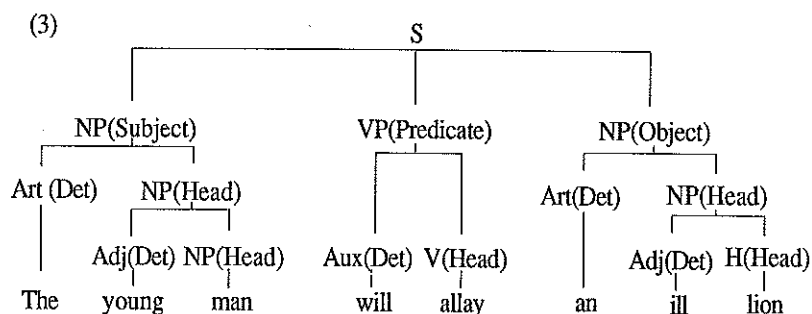 (3)
S
NP(Subject) VP(Predicate) NP(Object)
Art (Det) NP(Head) Art(Det) NP(Head)
Adj(Det) NP(Head) Aux(Det) V(Head) Adj(Det) H(Head)
The young man will allay an ill lion